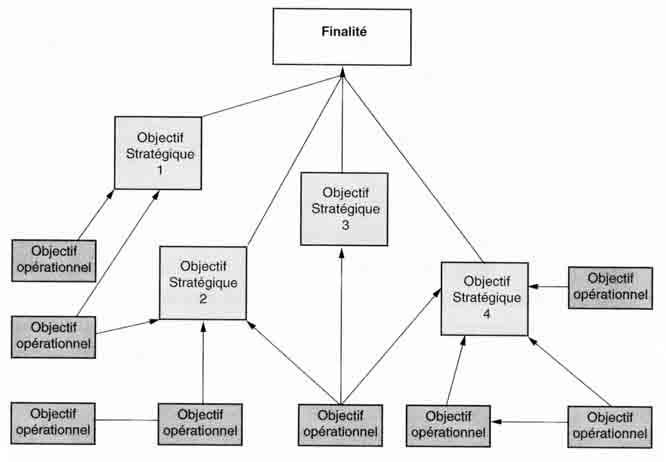 Finalité
Objectif
Stratégique
1
Objectif
Stratégique
3
Objectif
opérationnel
Objectif
Stratégique
2
Objectif
Stratégique
4
Objectif
opérationnel
Objectif
opérationnel
Objectif
opérationnel
Objectif
opérationnel
Objectif
opérationnel
Objectif
opérationnel
Objectif
opérationnel